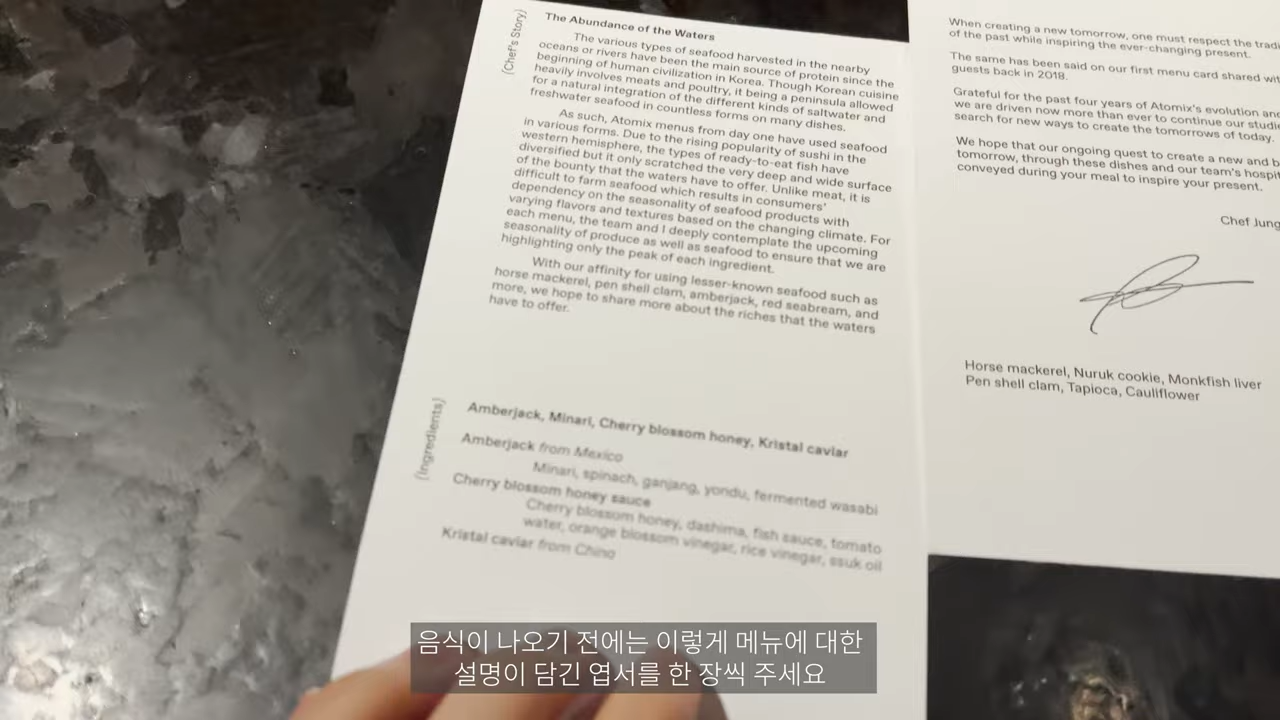 (Chef's Story)
The Abundance of the Waters
The various types of seafood harvested in the nearby
oceans or rivers have been the main source of protein since the
beginning of human civilization in Korea. Though Korean cuisine
heavily involves meats and poultry, it being a peninsula allowed
for a natural integration of the different kinds of saltwater and
freshwater seafood in countless forms on many dishes.
As such, Atomix menus from day one have used seafood
in various forms. Due to the rising popularity of sushi in the
western hemisphere, the types of ready-to-eat fish have
diversified but it only scratched the very deep and wide surface
of the bounty that the waters have to offer. Unlike meat, it is
difficult to farm seafood which results in consumers'
dependency on the seasonality of seafood products with
varying flavors and textures based on the changing climate. For
each menu, the team and I deeply contemplate the upcoming
seasonality of produce as well as seafood to ensure that we are
highlighting only the peak of each ingredient.
With our affinity for using lesser-known seafood such as
horse mackerel, pen shell clam, amberjack, red seabream, and
more, we hope to share more about the riches that the waters
have to offer.
(Ingredients)
Amberjack, Minari, Cherry blossom honey, Kristal caviar
Amberjack from Mexico
Minari, spinach, ganjang, yondu, fermented wasabi
Cherry blossom honey sauce
Cherry blossom honey, dashima, fish sauce, tomato
water, orange blossom vinegar, rice vinegar, ssuk oil
Kristal caviar from China
When creating a new tomorrow, one must respect the
of the past while inspiring the ever-changing present.
The same has been said on our first menu card shared
guests back in 2018.
Grateful for the past four years of Atomix's evolution
we are driven now more than ever to continue our
search for new ways to create the tomorrows of today.
We hope that our ongoing quest to create a new and
tomorrow, through these dishes and our team's
conveyed during your meal to inspire your present.
Chef Jung
Horse mackerel, Nuruk cookie, Monkfish liver
Pen shell clam, Tapioca, Cauliflower
음식이 나오기 전에는 이렇게 메뉴에 대한
설명이 담긴 엽서를 한 장씩 주세요